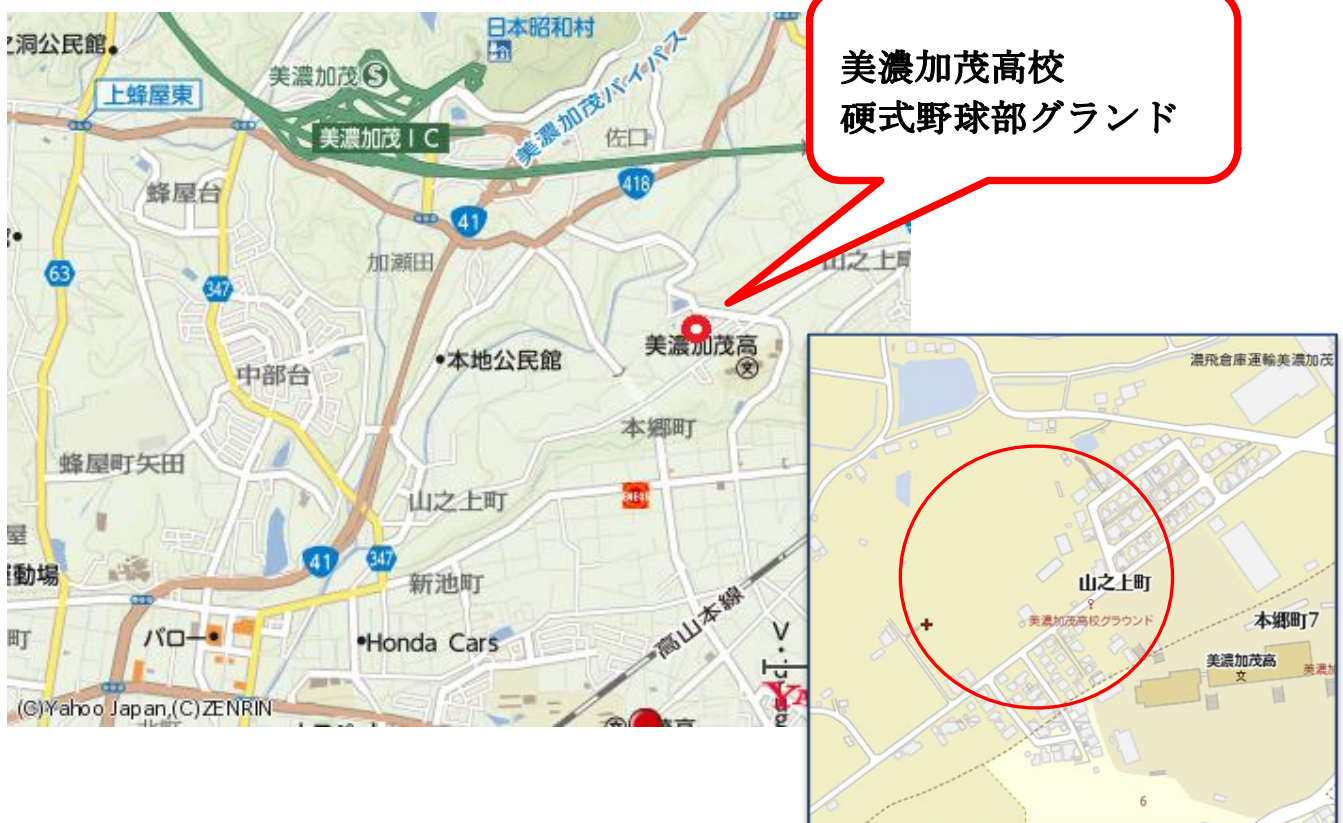 美濃加茂高校
硬式野球部グランド
日本昭和村
洞公民館
美濃加茂S
上蜂屋東
美濃加茂バイパス
美濃加茂IC
佐口
418
蜂屋台
41
加瀬田
山之上町
63
347
美濃加茂高
文
本地公民館
中部台
本郷町
蜂屋町矢田
ENEOS
山之上町
41
347
新池町
動場
高山本線
バロー
Honda Cars
町
(C)Yahoo Japan,(C)ZENRIN
濃飛倉庫運輸美濃加茂
山之上町
美濃加茂高校グラウンド
本郷町7
美濃加茂高
文
6